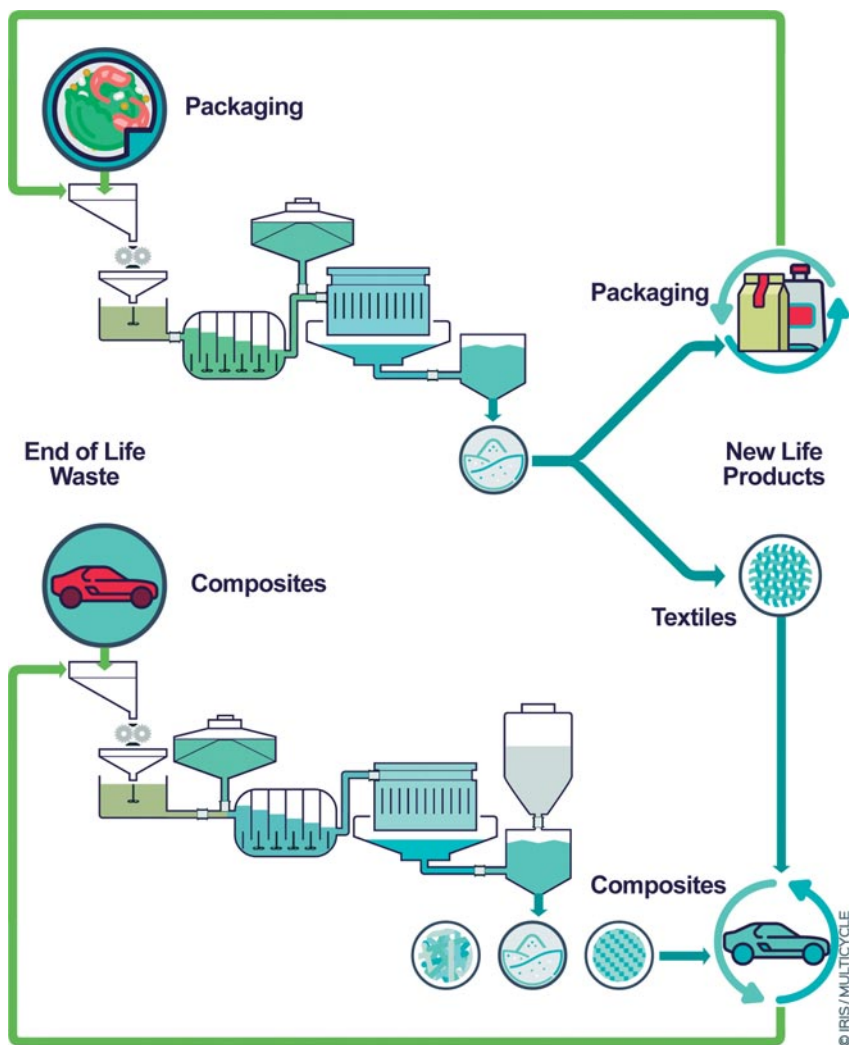 Packaging
Packaging
End of Life
Waste
New Life
Products
Composites
Textiles
Composites
© IRIS / MULTICYCLE